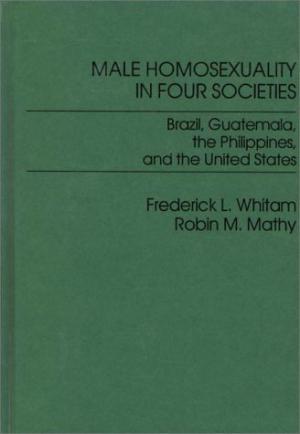 MALE HOMOSEXUALITY
IN FOUR SOCIETIES
Brazil, Guatemala,
the Philippines,
and the United States
Frederick L. Whitam
Robin M. Mathy